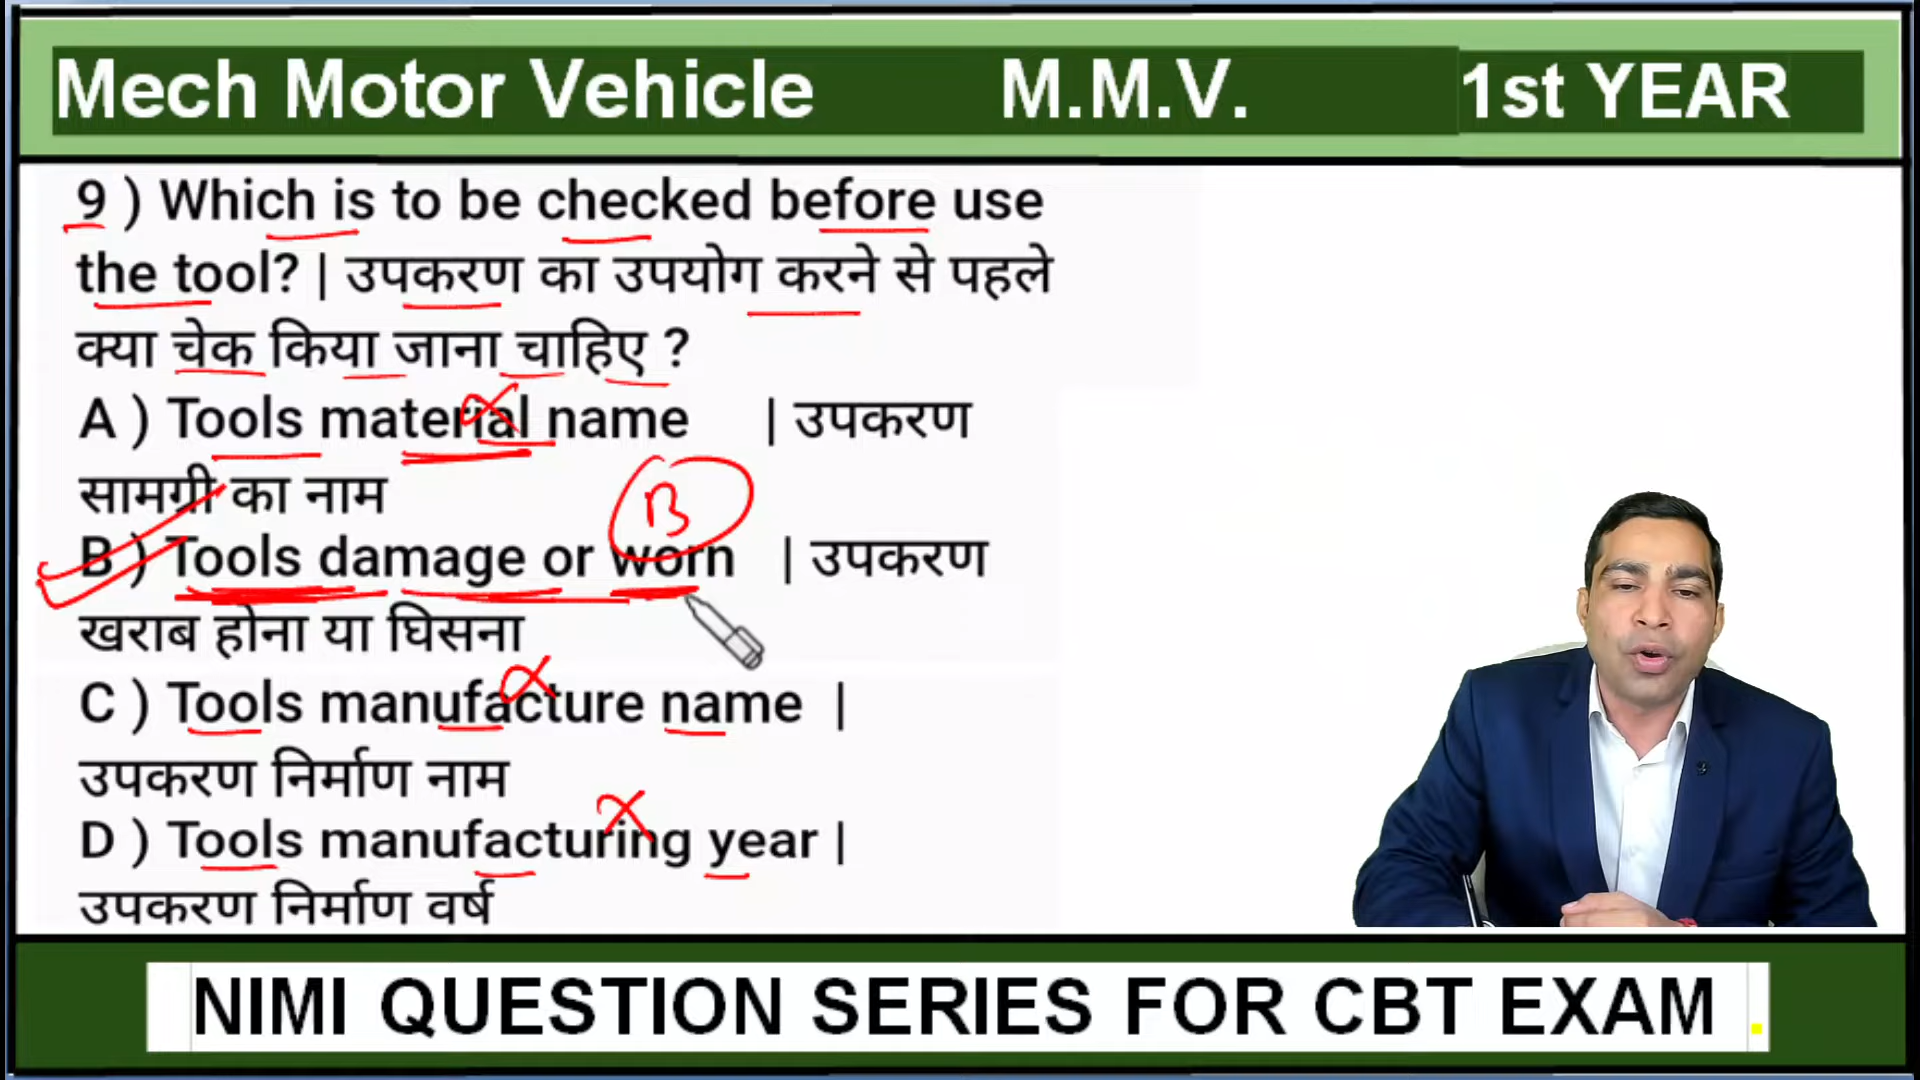 Mech Motor Vehicle M.M.V. 1st YEAR
9 ) Which is to be checked before use
the tool? | उपकरण का उपयोग करने से पहले
क्या चेक किया जाना चाहिए ?
A ) Tools material name | उपकरण
सामग्री का नाम
B
B ) Tools damage or worn | उपकरण
खराब होना या घिसना
C ) Tools manufacture name |
उपकरण निर्माण नाम
D ) Tools manufacturing year |
उपकरण निर्माण वर्ष
NIMI QUESTION SERIES FOR CBT EXAM .